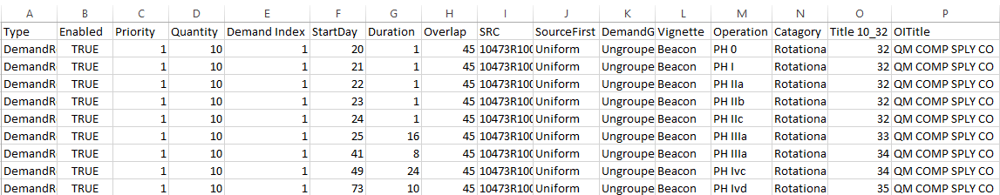 A B C D E F G H I J K L M N O P
Type Enabled Priority Quantity Demand Index StartDay Duration Overlap SRC SourceFirst DemandG Vignette Operation Catagory Title 10_32 OITitle
DemandR TRUE 1 10 1 20 1 45 10473R100 Uniform Ungroupe Beacon PH 0 Rotationa 32 QM COMP SPLY CO
DemandR TRUE 1 10 1 21 1 45 10473R100 Uniform Ungroupe Beacon PH I Rotationa 32 QM COMP SPLY CO
DemandR TRUE 1 10 1 22 1 45 10473R100 Uniform Ungroupe Beacon PH IIa Rotationa 32 QM COMP SPLY CO
DemandR TRUE 1 10 1 23 1 45 10473R100 Uniform Ungroupe Beacon PH IIb Rotationa 32 QM COMP SPLY CO
DemandR TRUE 1 10 1 24 1 45 10473R100 Uniform Ungroupe Beacon PH IIc Rotationa 32 QM COMP SPLY CO
DemandR TRUE 1 10 1 25 16 45 10473R100 Uniform Ungroupe Beacon PH IIIa Rotationa 33 QM COMP SPLY CO
DemandR TRUE 1 10 1 41 8 45 10473R100 Uniform Ungroupe Beacon PH IIIa Rotationa 34 QM COMP SPLY CO
DemandR TRUE 1 10 1 49 24 45 10473R100 Uniform Ungroupe Beacon PH Ivc Rotationa 34 QM COMP SPLY CO
DemandR TRUE 1 10 1 73 10 45 10473R100 Uniform Ungroupe Beacon PH Ivd Rotationa 35 QM COMP SPLY CO